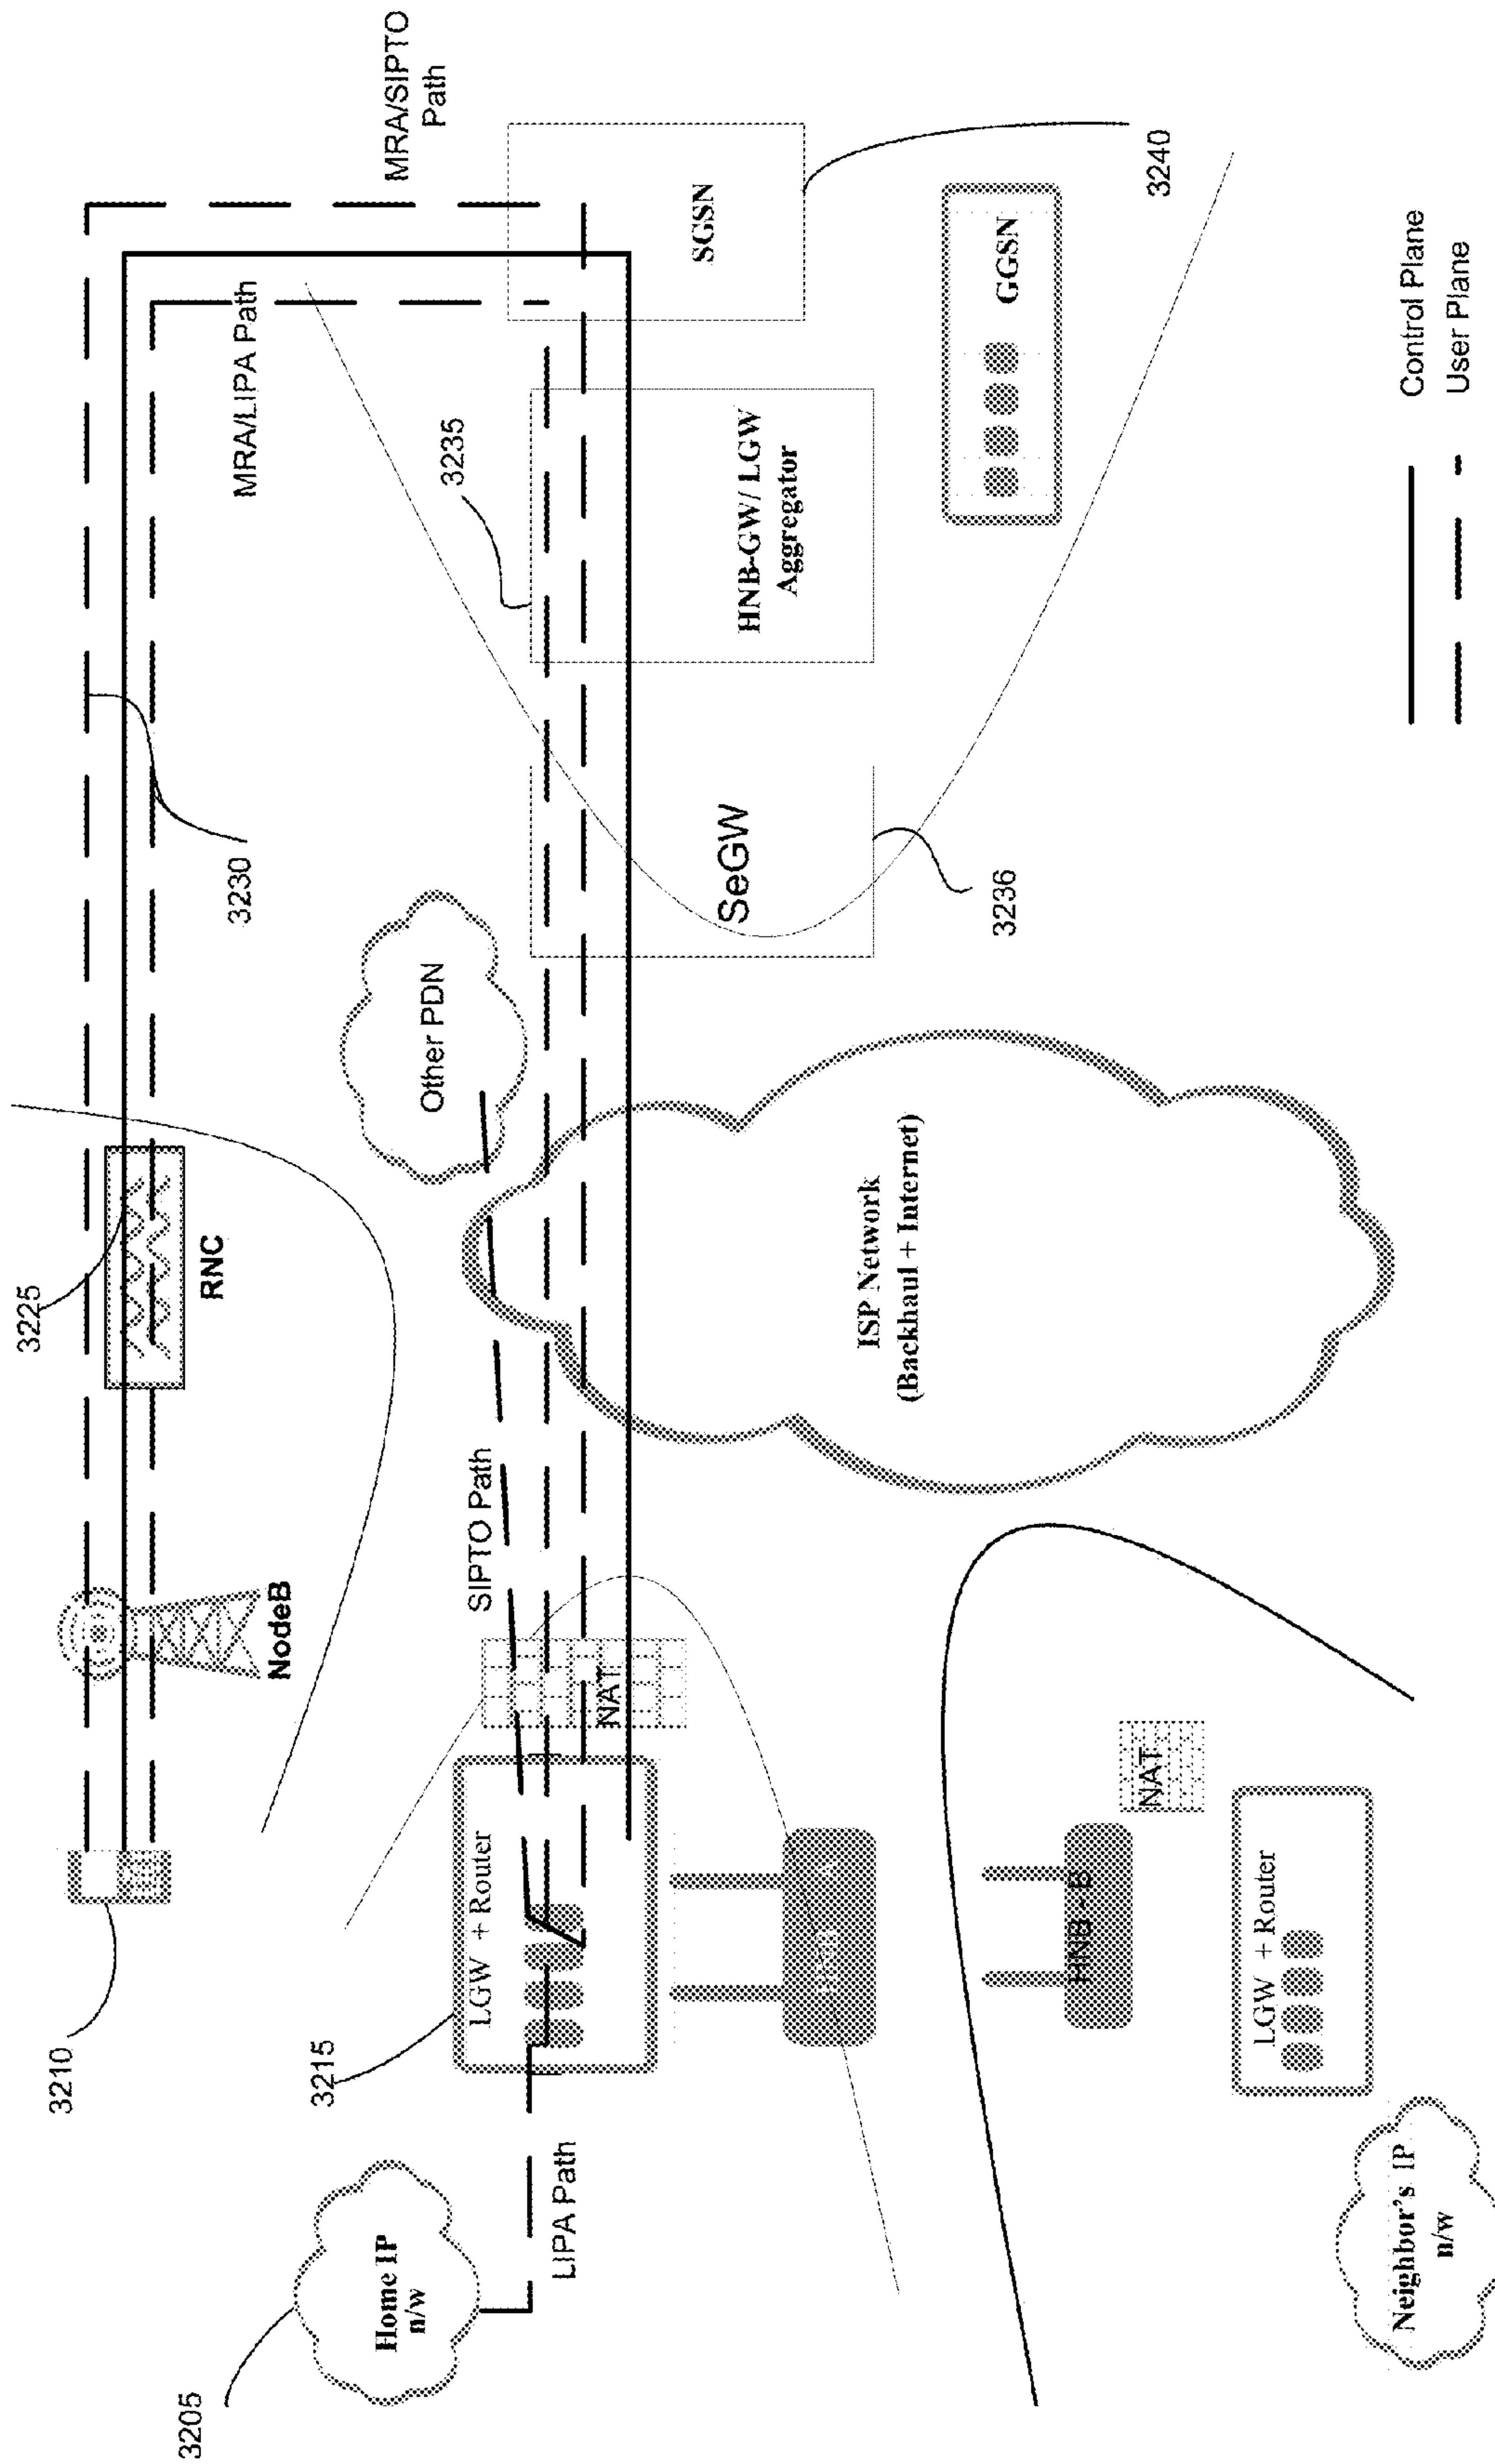 3225
3210
NodeB
RNC
3230
MRA/LIPA Path
MRA/SIPTO
Path
3205
Home IP
n/w
LIPA Path
3215
LGW + Router
NAT
SIPTO Path
Other PDN
ISP Network
(Backhaul + Internet)
SeGW
3236
3235
HNB-GW/ LGW
Aggregator
SGSN
3240
GGSN
HNB - B
NAT
LGW + Router
Neighbor's IP
n/w
Control Plane
User Plane